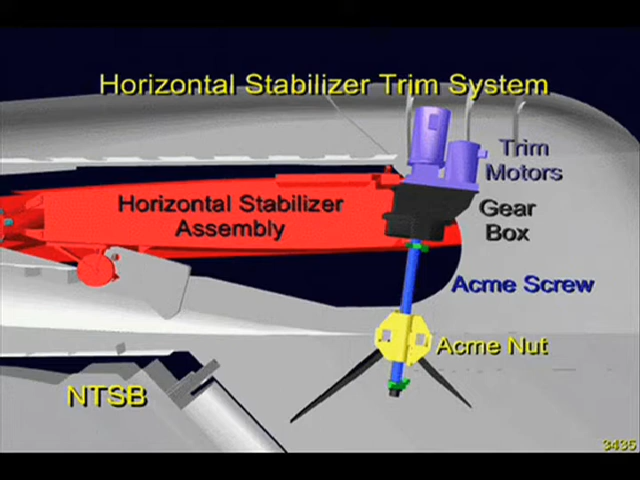 Horizontal Stabilizer Trim System
Trim
Motors
Horizontal Stabilizer
Assembly
Gear
Box
Acme Screw
Acme Nut
NTSB
3435